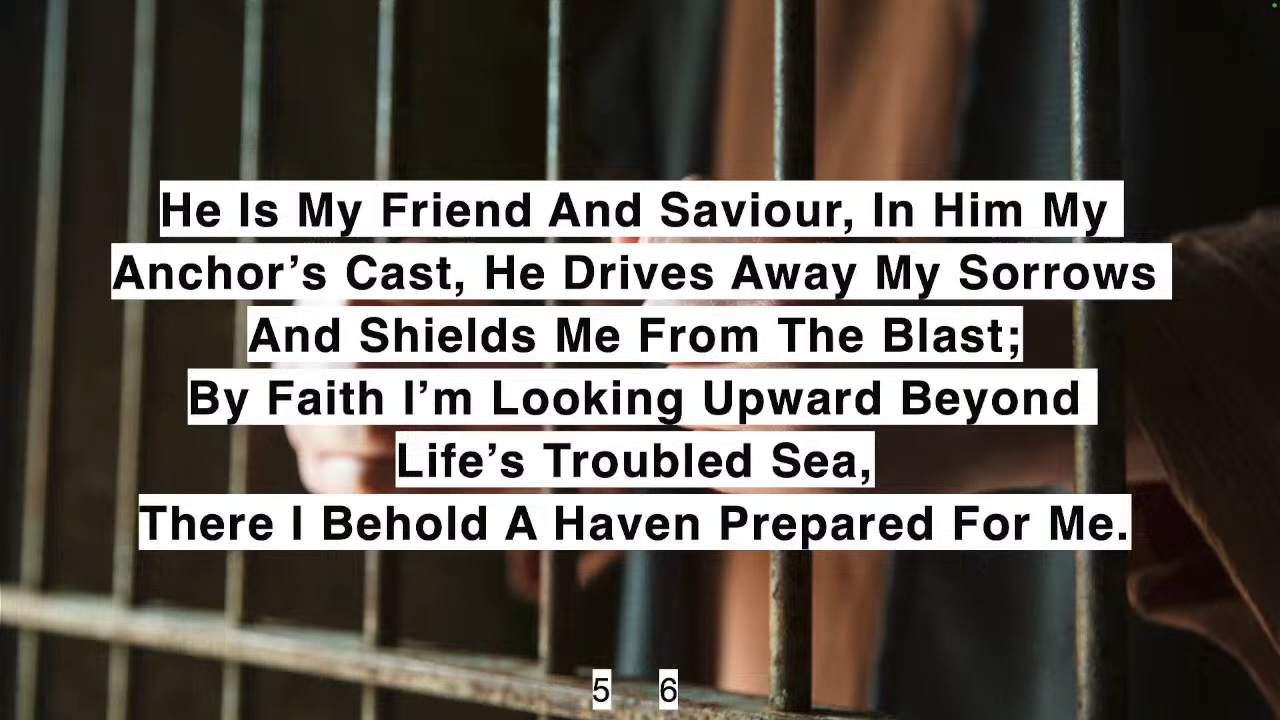 He Is My Friend And Saviour, In Him My
Anchor’s Cast, He Drives Away My Sorrows
And Shields Me From The Blast;
By Faith I’m Looking Upward Beyond
Life’s Troubled Sea,
There I Behold A Haven Prepared For Me.
5 6